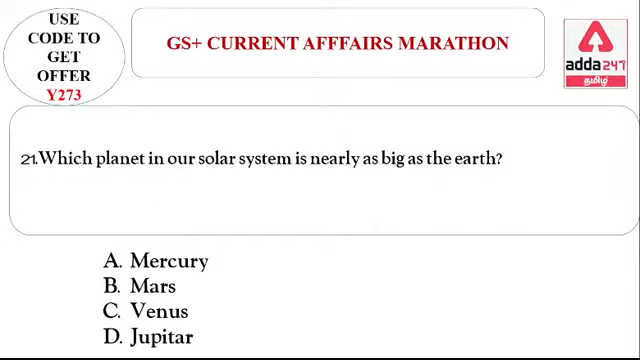 USE
CODE TO
GET
OFFER
Y273
GS+ CURRENT AFFFAIRS MARATHON
adda247
தமிழ்
21.Which planet in our solar system is nearly as big as the earth?
A. Mercury
B. Mars
C. Venus
D. Jupitar